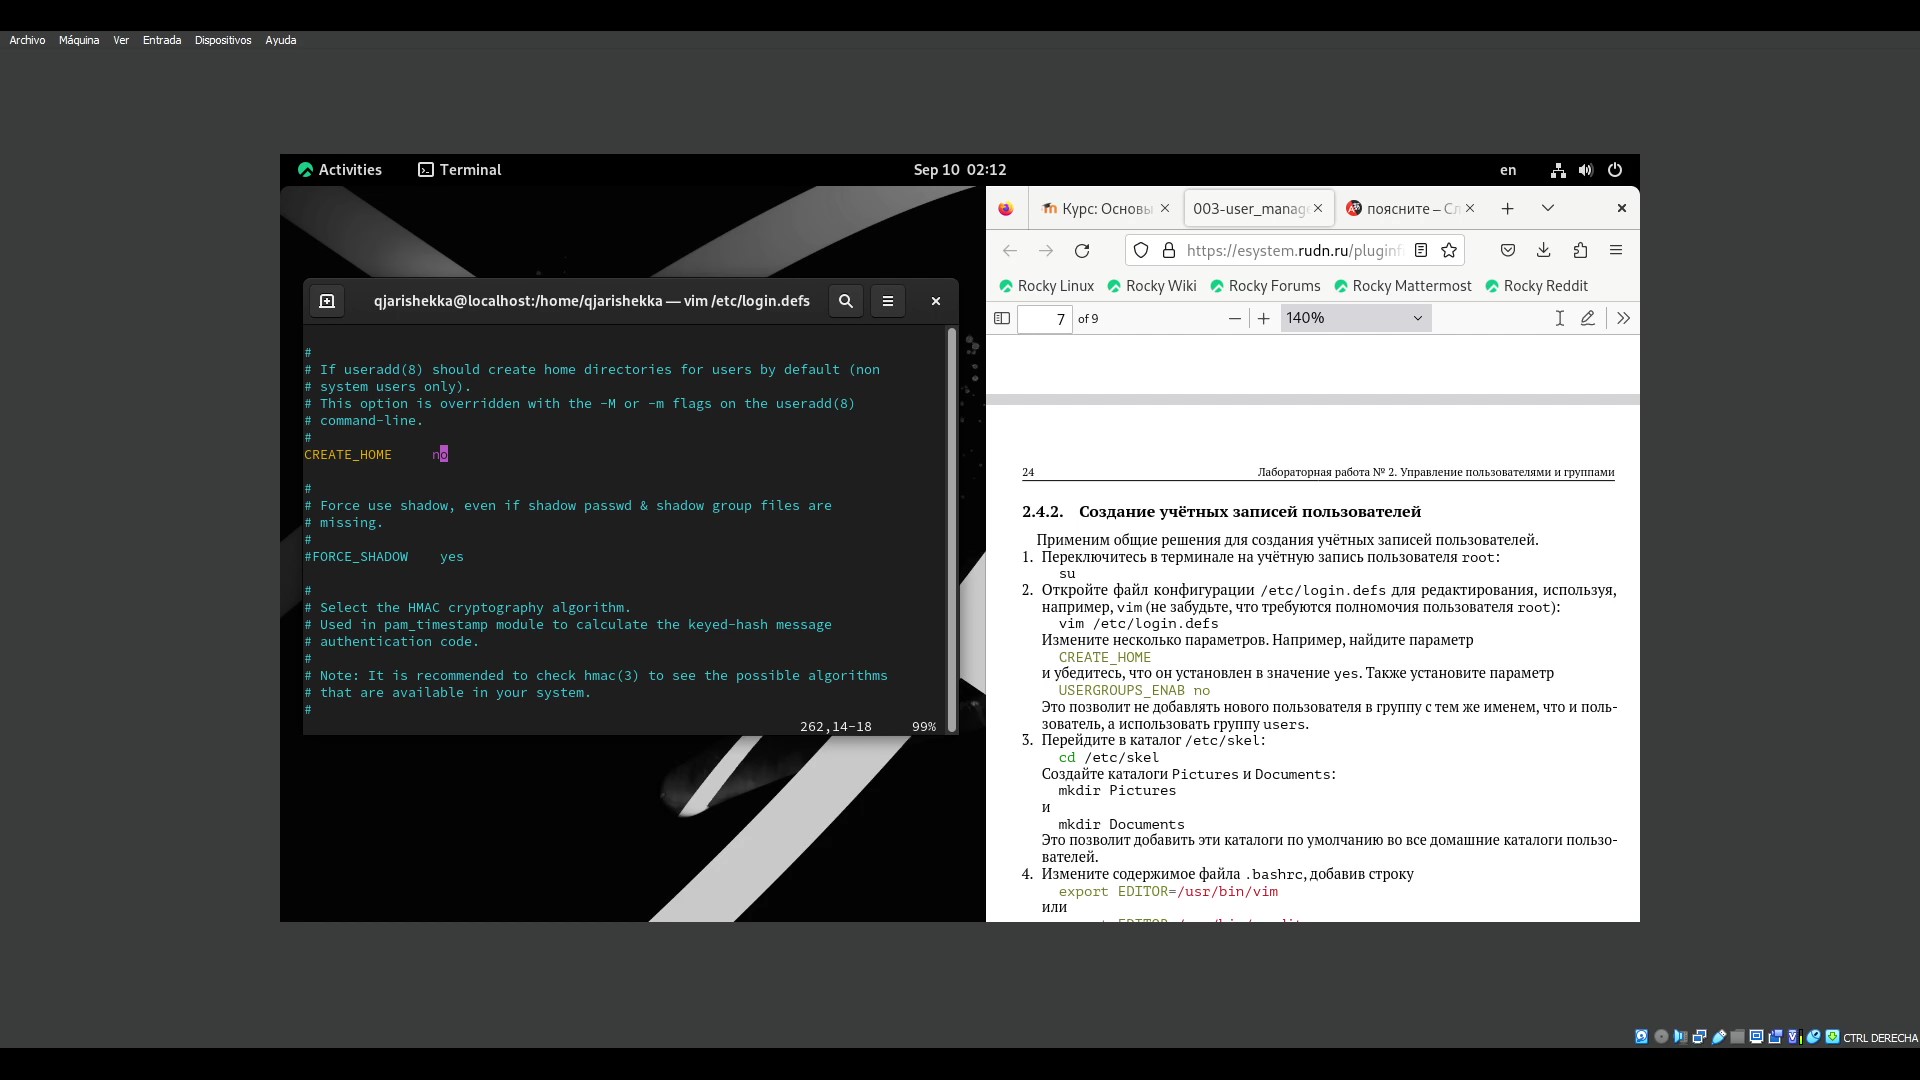 Archivo Máquina Ver Entrada Dispositivos Ayuda
Activities Terminal Sep 10 02:12 en
qjarishekka@localhost:/home/qjarishekka — vim /etc/login.defs
#
# If useradd(8) should create home directories for users by default (non
# system users only).
# This option is overridden with the -M or -m flags on the useradd(8)
# command-line.
#
CREATE_HOME no
#
# Force use shadow, even if shadow passwd & shadow group files are
# missing.
#
#FORCE_SHADOW yes
#
# Select the HMAC cryptography algorithm.
# Used in pam_timestamp module to calculate the keyed-hash message
# authentication code.
#
# Note: It is recommended to check hmac(3) to see the possible algorithms
# that are available in your system.
#
262,14-18 99%
Курс: Основы 003-user_manage поясните – Сл
https://esystem.rudn.ru/pluginf
Rocky Linux Rocky Wiki Rocky Forums Rocky Mattermost Rocky Reddit
7 of 9 140%
24 Лабораторная работа № 2. Управление пользователями и группами
2.4.2. Создание учётных записей пользователей
Применим общие решения для создания учётных записей пользователей.
1. Переключитесь в терминале на учётную запись пользователя root:
su
2. Откройте файл конфигурации /etc/login.defs для редактирования, используя,
например, vim (не забудьте, что требуются полномочия пользователя root):
vim /etc/login.defs
Измените несколько параметров. Например, найдите параметр
CREATE_HOME
и убедитесь, что он установлен в значение yes. Также установите параметр
USERGROUPS_ENAB no
Это позволит не добавлять нового пользователя в группу с тем же именем, что и поль-
зователь, а использовать группу users.
3. Перейдите в каталог /etc/skel:
cd /etc/skel
Создайте каталоги Pictures и Documents:
mkdir Pictures
и
mkdir Documents
Это позволит добавить эти каталоги по умолчанию во все домашние каталоги пользо-
вателей.
4. Измените содержимое файла .bashrc, добавив строку
export EDITOR=/usr/bin/vim
или
CTRL DERECHA